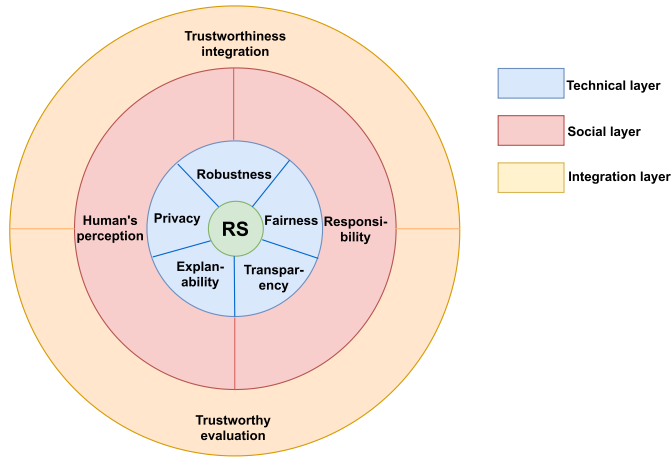 Trustworthiness
integration
Technical layer
Social layer
Integration layer
Robustness
Privacy
RS
Fairness
Human's
perception
Responsi-
bility
Explan-
ability
Transpar-
ency
Trustworthy
evaluation